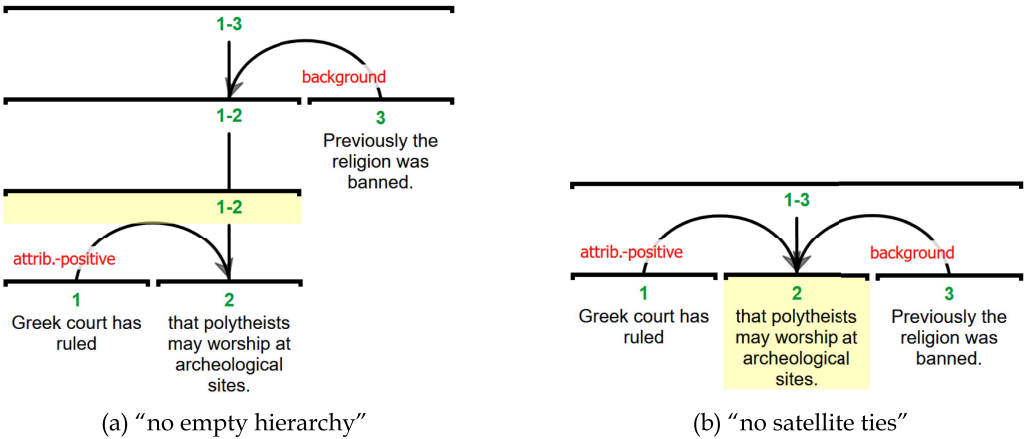 1-3
background
1-2
3
Previously the
religion was
banned.
1-2
attrib.-positive
1
Greek court has
ruled
2
that polytheists
may worship at
archeological
sites.
(a) “no empty hierarchy”
1-3
attrib.-positive
background
1
Greek court has
ruled
2
that polytheists
may worship at
archeological
sites.
3
Previously the
religion was
banned.
(b) “no satellite ties”